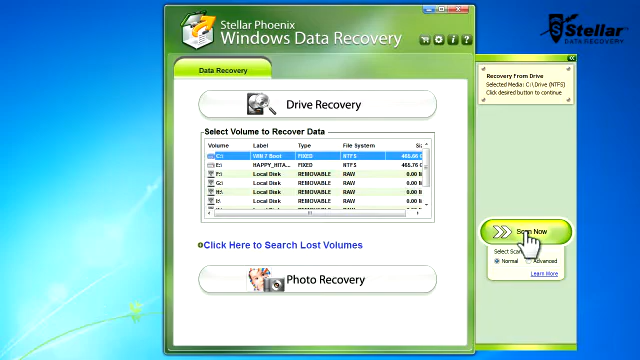 Stellar Phoenix
Windows Data Recovery
Stellar
DATA RECOVERY
Data Recovery
Recovery From Drive
Selected Media: C:\ Drive (NTFS)
Click desired button to continue
Drive Recovery
Select Volume to Recover Data
Volume Label Type File System
C:\ WIN 7 Boot FIXED NTFS 465.66
E:\ HAPPY_HITA... FIXED NTFS 465.76
F:\ Local Disk REMOVABLE RAW 0.00
G:\ Local Disk REMOVABLE RAW 0.00
H:\ Local Disk REMOVABLE RAW 0.00
Local Disk REMOVABLE RAW 0.00
Now
Normal Advanced
Learn More
Click Here to Search Lost Volumes
Photo Recovery